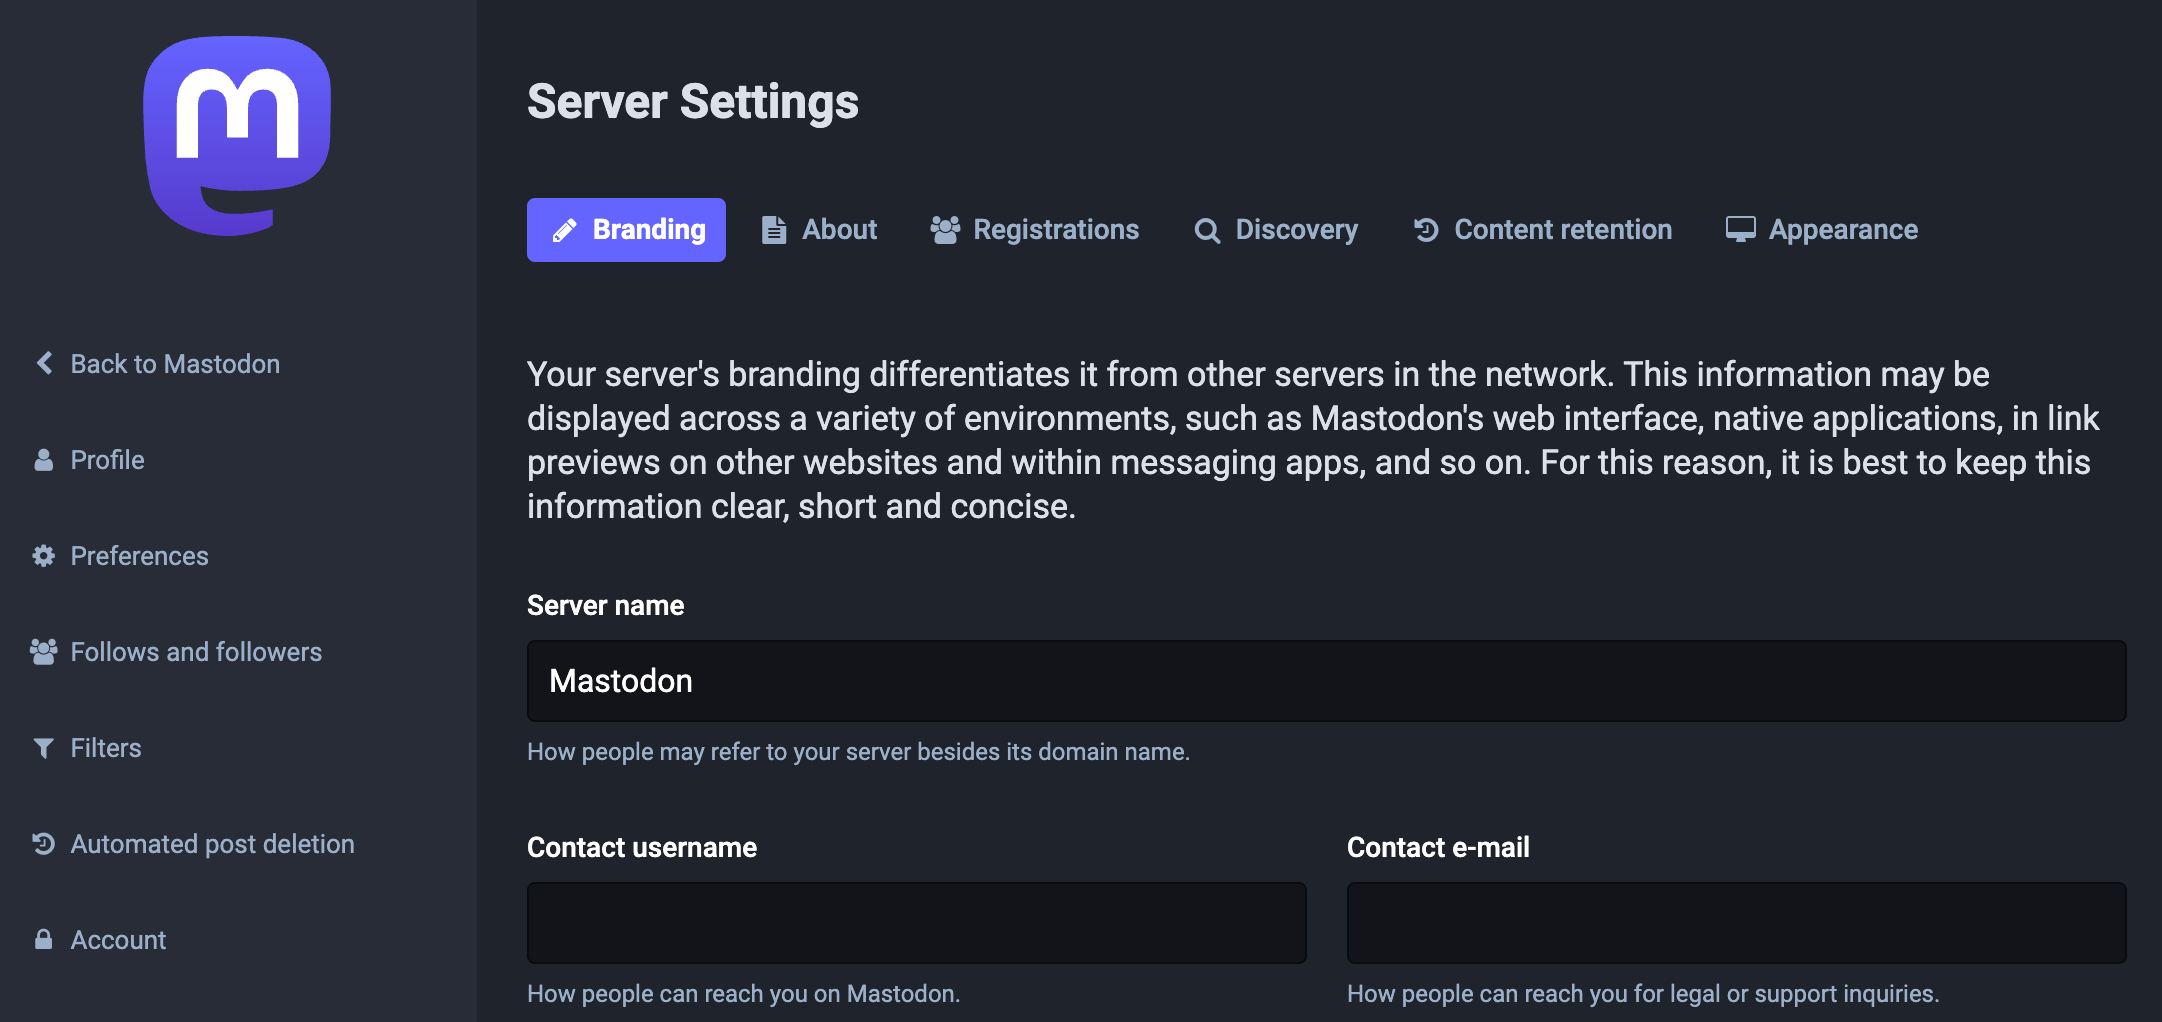 Server Settings
Branding
About
Registrations
Discovery
Content retention
Appearance
Back to Mastodon
Profile
Preferences
Follows and followers
Filters
Automated post deletion
Account
Your server's branding differentiates it from other servers in the network. This information may be
displayed across a variety of environments, such as Mastodon's web interface, native applications, in link
previews on other websites and within messaging apps, and so on. For this reason, it is best to keep this
information clear, short and concise.
Server name
Mastodon
How people may refer to your server besides its domain name.
Contact username
Contact e-mail
How people can reach you on Mastodon.
How people can reach you for legal or support inquiries.